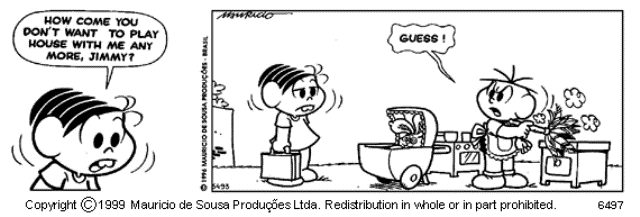 HOW COME YOU
DON'T WANT TO PLAY
HOUSE WITH ME ANY
MORE, JIMMY?
MAURICIO
GUESS!
© 1996 MAURICIO DE SOUSA PRODUÇÕES - BRASIL
5493
Copyright ©1999 Mauricio de Sousa Produções Ltda. Redistribution in whole or in part prohibited. 6497